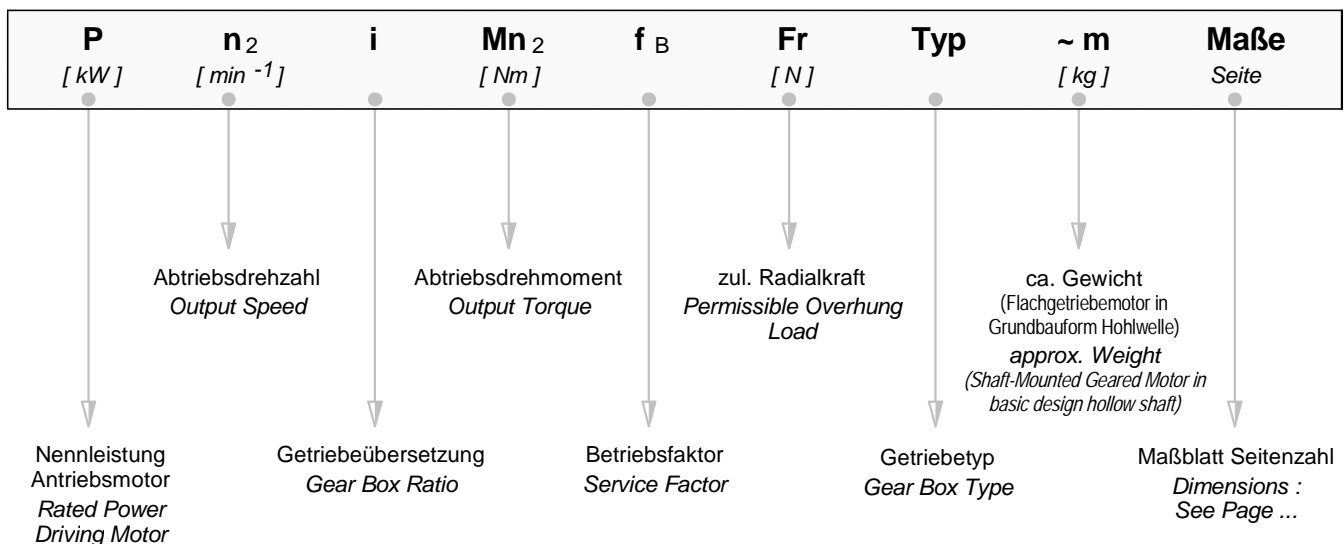 P n2 i Mn2 fB Fr Typ ~ m Maße
[ kW ] [ min -1 ] [ Nm ] [ N ] [ kg ] Seite
Abtriebsdrehzahl
Output Speed
Abtriebsdrehmoment
Output Torque
zul. Radialkraft
Permissible Overhung
Load
ca. Gewicht
(Flachgetriebemotor in
Grundbauform Hohlwelle)
approx. Weight
(Shaft-Mounted Geared Motor in
basic design hollow shaft)
Nennleistung
Antriebsmotor
Rated Power
Driving Motor
Getriebeübersetzung
Gear Box Ratio
Betriebsfaktor
Service Factor
Getriebetyp
Gear Box Type
Maßblatt Seitenzahl
Dimensions :
See Page ...